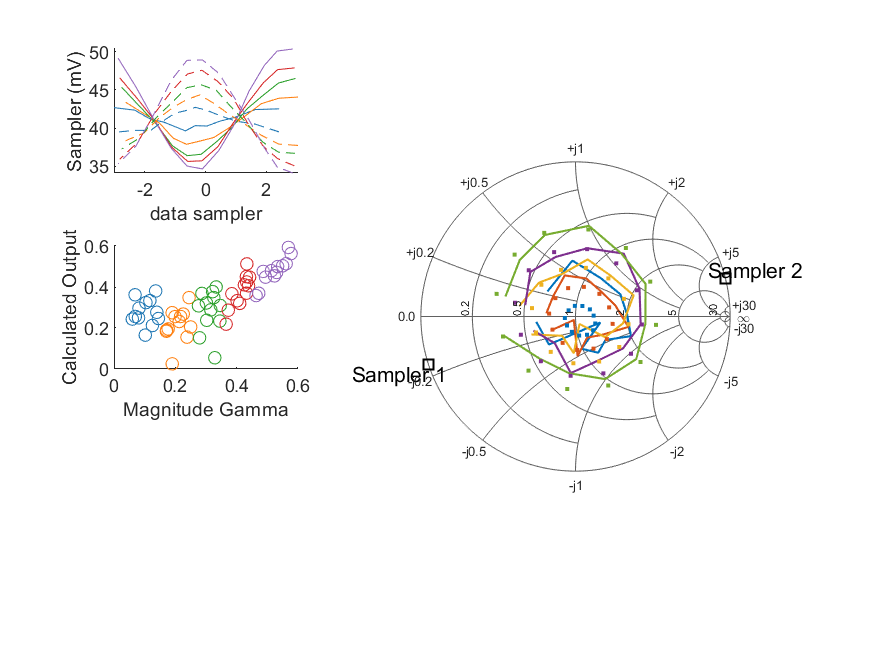 Sampler (mV)
50
45
40
35
-2
0
2
data sampler
Calculated Output
0.6
0.4
0.2
0
0
0.2
0.4
0.6
Magnitude Gamma
+j1
+j0.5
+j2
+j0.2
+j5
Sampler 2
+j30
0.0
0.2
0.5
1
2
5
30
∞
-j30
Sampler 1
-j0.2
-j5
-j0.5
-j2
-j1